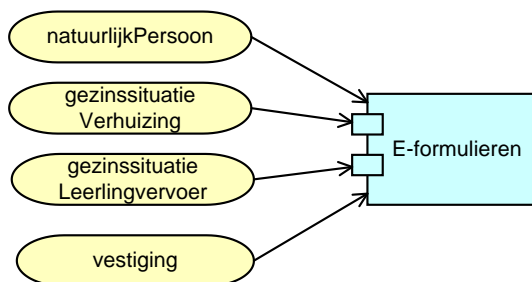 natuurlijkPersoon
gezinssituatie
Verhuizing
gezinssituatie
Leerlingvervoer
vestiging
E-formulieren